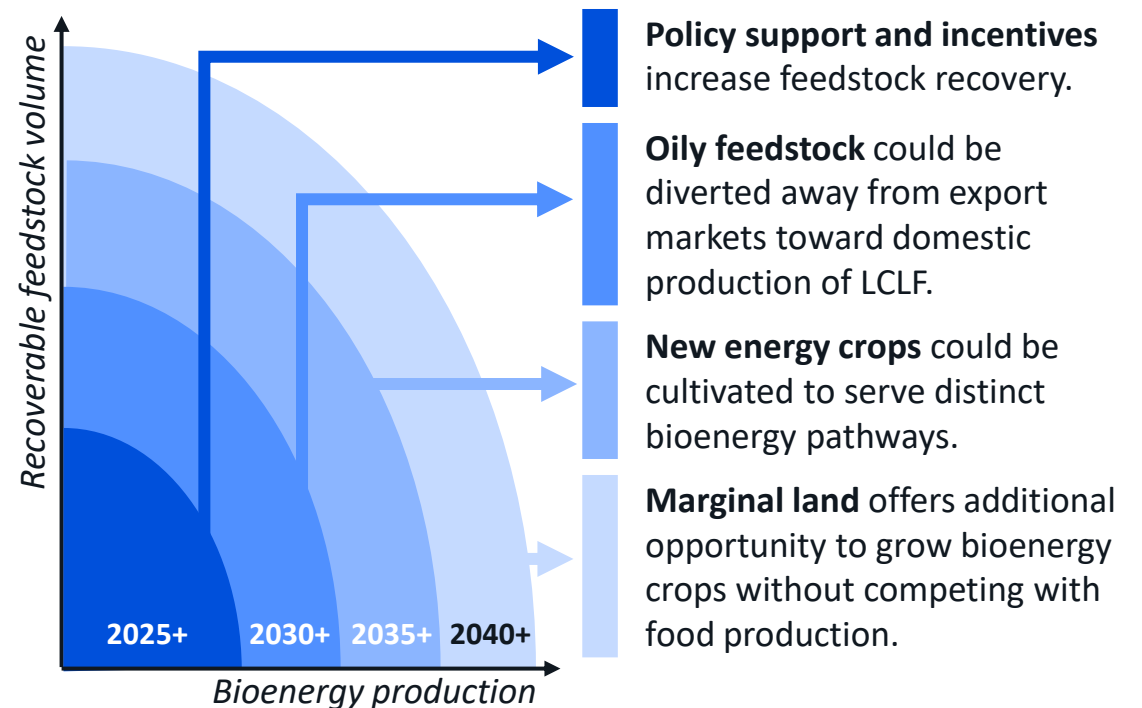 Recoverable feedstock volume
2025+
2030+
2035+
2040+
Bioenergy production
Policy support and incentives
increase feedstock recovery.
Oily feedstock could be
diverted away from export
markets toward domestic
production of LCLF.
New energy crops could be
cultivated to serve distinct
bioenergy pathways.
Marginal land offers additional
opportunity to grow bioenergy
crops without competing with
food production.